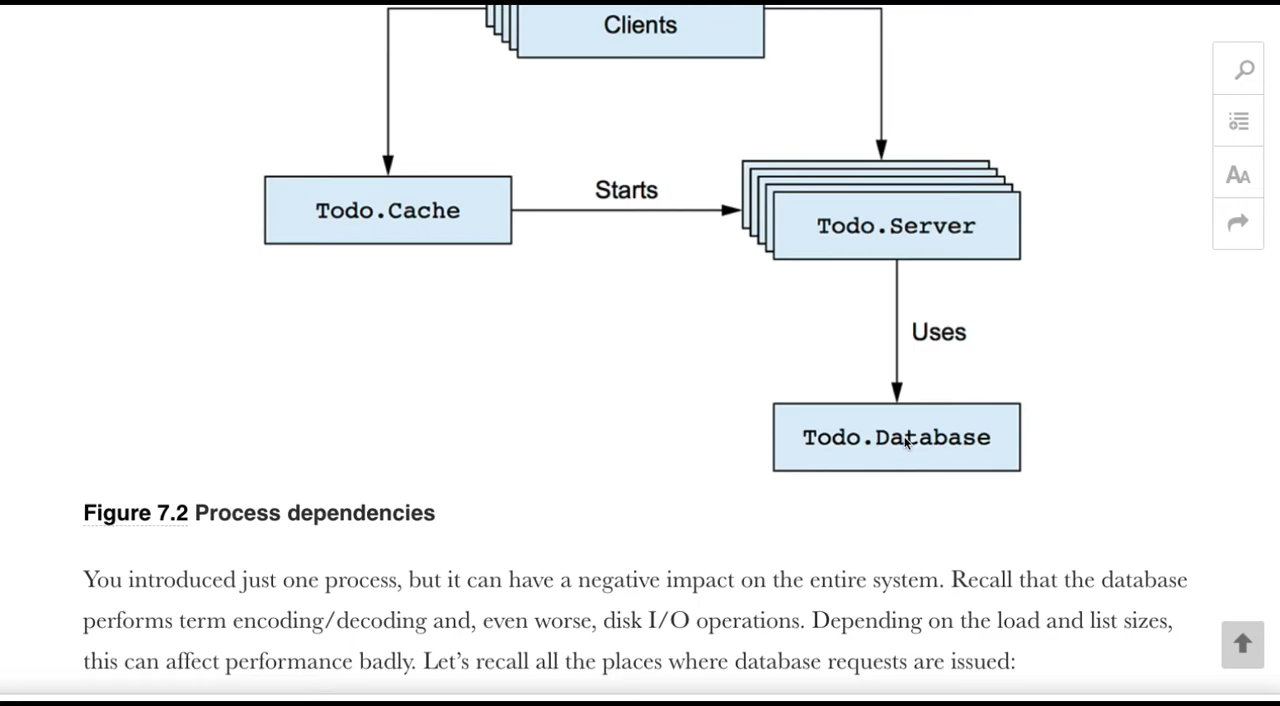 Clients
Todo.Cache
Starts
Todo.Server
Uses
Todo.Database
Figure 7.2 Process dependencies
You introduced just one process, but it can have a negative impact on the entire system. Recall that the database
performs term encoding/decoding and, even worse, disk I/O operations. Depending on the load and list sizes,
this can affect performance badly. Let’s recall all the places where database requests are issued:
AA